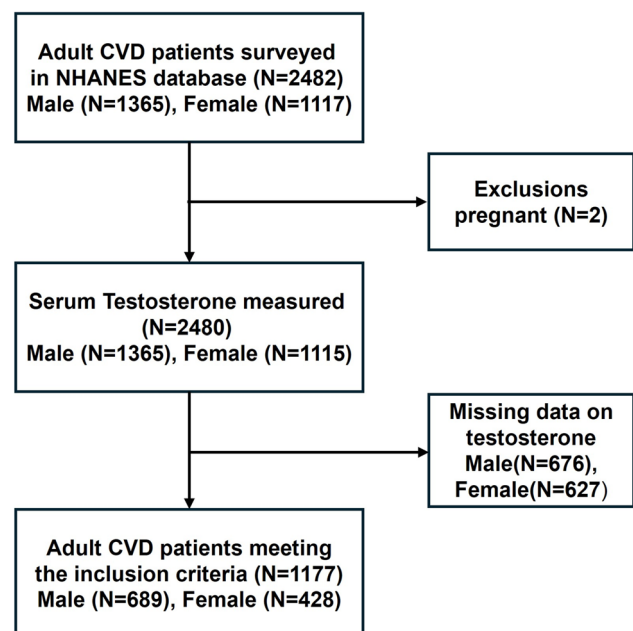 Adult CVD patients surveyed
in NHANES database (N=2482)
Male (N=1365), Female (N=1117)
Exclusions
pregnant (N=2)
Serum Testosterone measured
(N=2480)
Male (N=1365), Female (N=1115)
Missing data on
testosterone
Male(N=676),
Female(N=627)
Adult CVD patients meeting
the inclusion criteria (N=1177)
Male (N=689), Female (N=428)